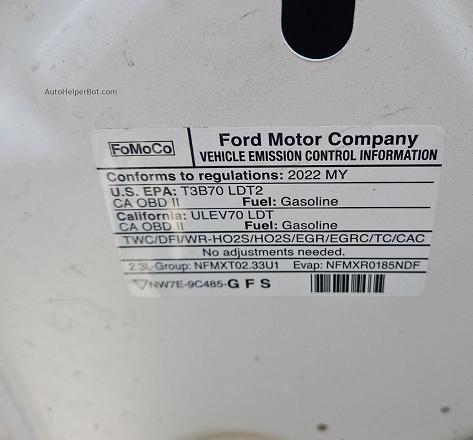 AutoHelperBot.com
FoMoCo
Ford Motor Company
VEHICLE EMISSION CONTROL INFORMATION
Conforms to regulations: 2022 MY
U.S. EPA: T3B70 LDT2
CA OBD II Fuel: Gasoline
California: ULEV70 LDT
CA OBD II Fuel: Gasoline
TWC/DFI/WR-HO2S/HO2S/EGR/EGRC/TC/CAC
No adjustments needed.
2.3L-Group: NFMXT02.33U1 Evap: NFMXR0185NDF
NW7E-9C485-GFS